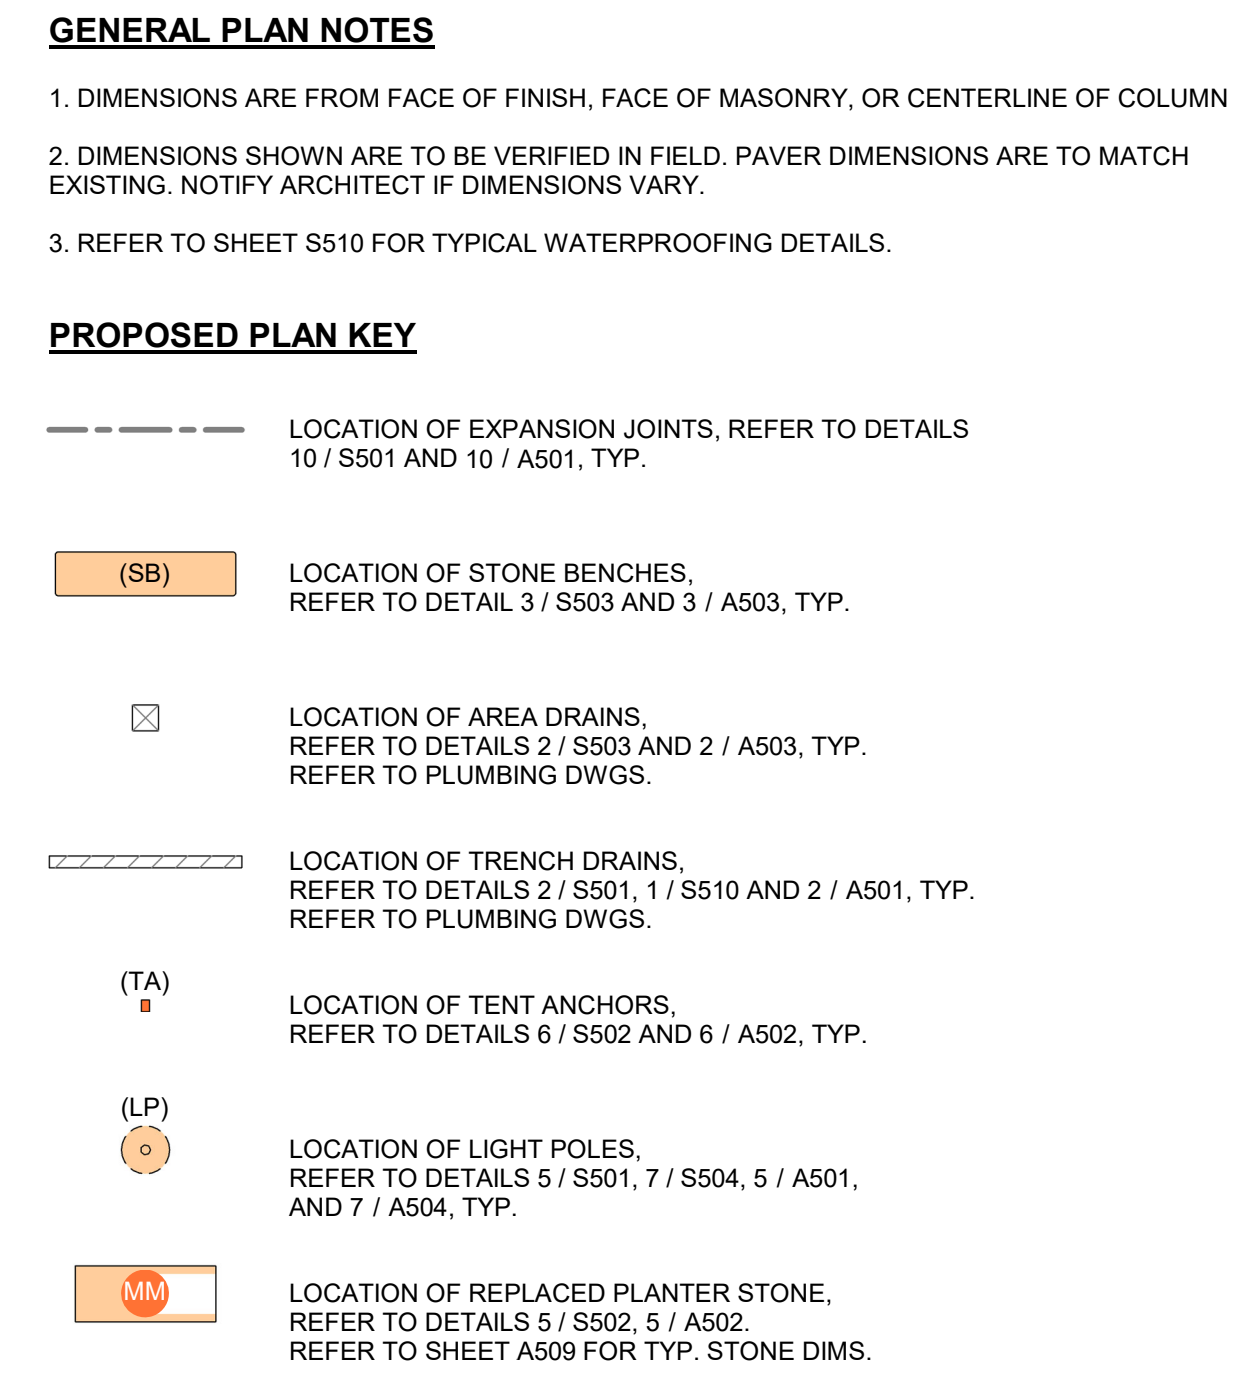 GENERAL PLAN NOTES
1. DIMENSIONS ARE FROM FACE OF FINISH, FACE OF MASONRY, OR CENTERLINE OF COLUMN
2. DIMENSIONS SHOWN ARE TO BE VERIFIED IN FIELD. PAVER DIMENSIONS ARE TO MATCH
EXISTING. NOTIFY ARCHITECT IF DIMENSIONS VARY.
3. REFER TO SHEET S510 FOR TYPICAL WATERPROOFING DETAILS.
PROPOSED PLAN KEY
LOCATION OF EXPANSION JOINTS, REFER TO DETAILS
10 / S501 AND 10 / A501, TYP.
(SB)
LOCATION OF STONE BENCHES,
REFER TO DETAIL 3 / S503 AND 3 / A503, TYP.
LOCATION OF AREA DRAINS,
REFER TO DETAILS 2 / S503 AND 2 / A503, TYP.
REFER TO PLUMBING DWGS.
LOCATION OF TRENCH DRAINS,
REFER TO DETAILS 2 / S501, 1 / S510 AND 2 / A501, TYP.
REFER TO PLUMBING DWGS.
(TA)
LOCATION OF TENT ANCHORS,
REFER TO DETAILS 6 / S502 AND 6 / A502, TYP.
(LP)
LOCATION OF LIGHT POLES,
REFER TO DETAILS 5 / S501, 7 / S504, 5 / A501,
AND 7 / A504, TYP.
MM
LOCATION OF REPLACED PLANTER STONE,
REFER TO DETAILS 5 / S502, 5 / A502.
REFER TO SHEET A509 FOR TYP. STONE DIMS.